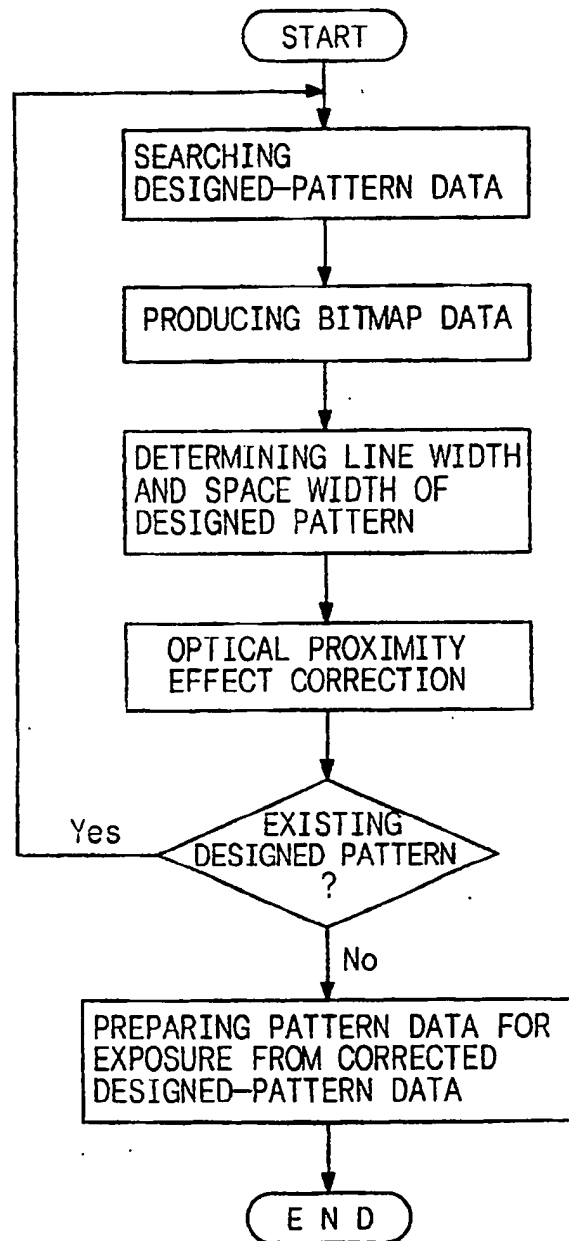 START
SEARCHING
DESIGNED-PATTERN DATA
PRODUCING BITMAP DATA
DETERMINING LINE WIDTH
AND SPACE WIDTH OF
DESIGNED PATTERN
OPTICAL PROXIMITY
EFFECT CORRECTION
EXISTING
DESIGNED PATTERN
?
Yes
No
PREPARING PATTERN DATA FOR
EXPOSURE FROM CORRECTED
DESIGNED-PATTERN DATA
E N D